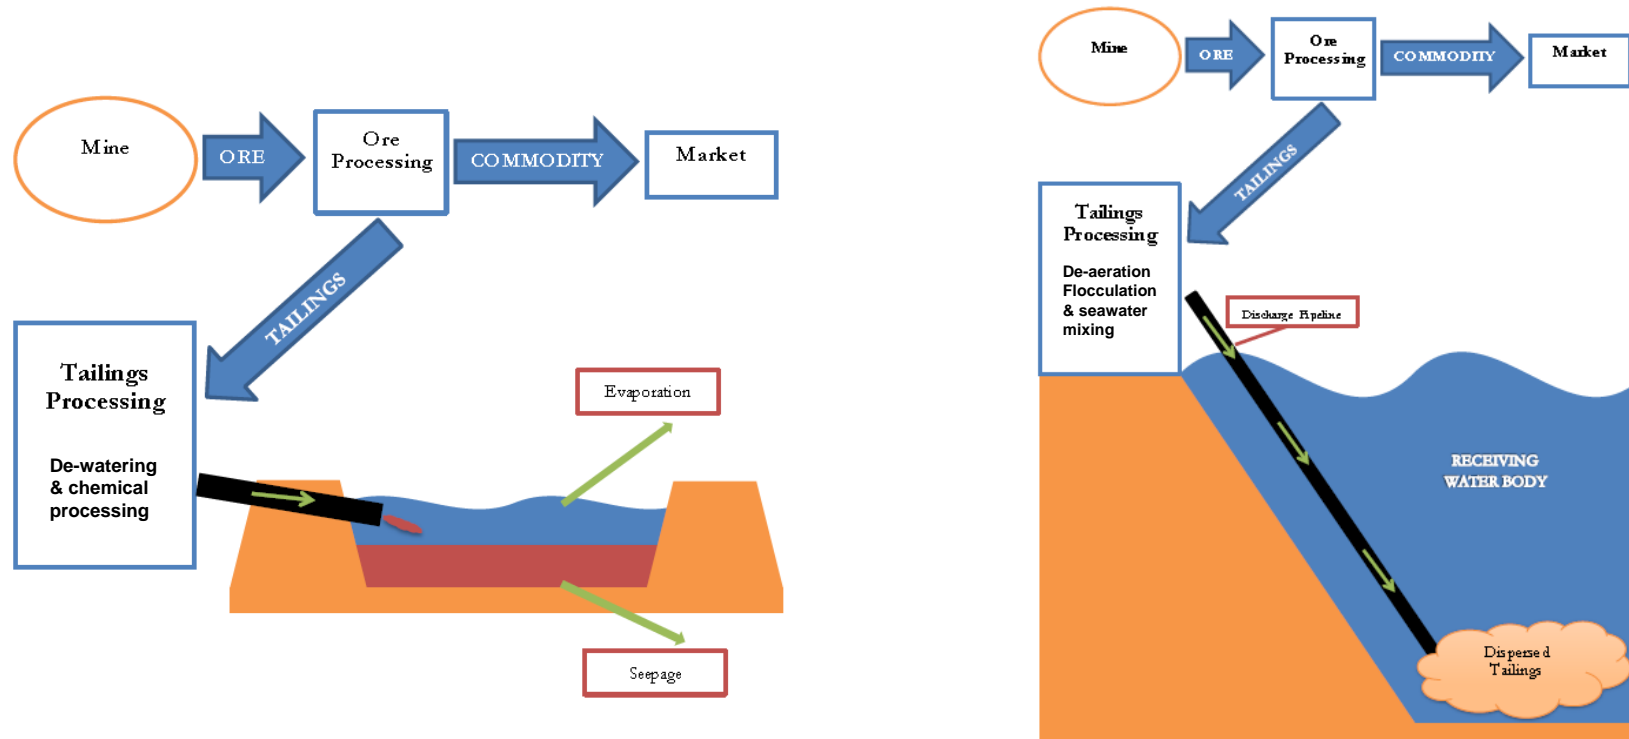 Mine
ORE
Ore
Processing
COMMODITY
Market
TAILINGS
Tailings
Processing
De-watering
& chemical
processing
Evaporation
Seepage
Mine
ORE
Ore
Processing
COMMODITY
Market
TAILINGS
Tailings
Processing
De-aeration
Flocculation
& seawater
mixing
Discharge Pipeline
RECEIVING
WATER BODY
Dispersed
Tailings